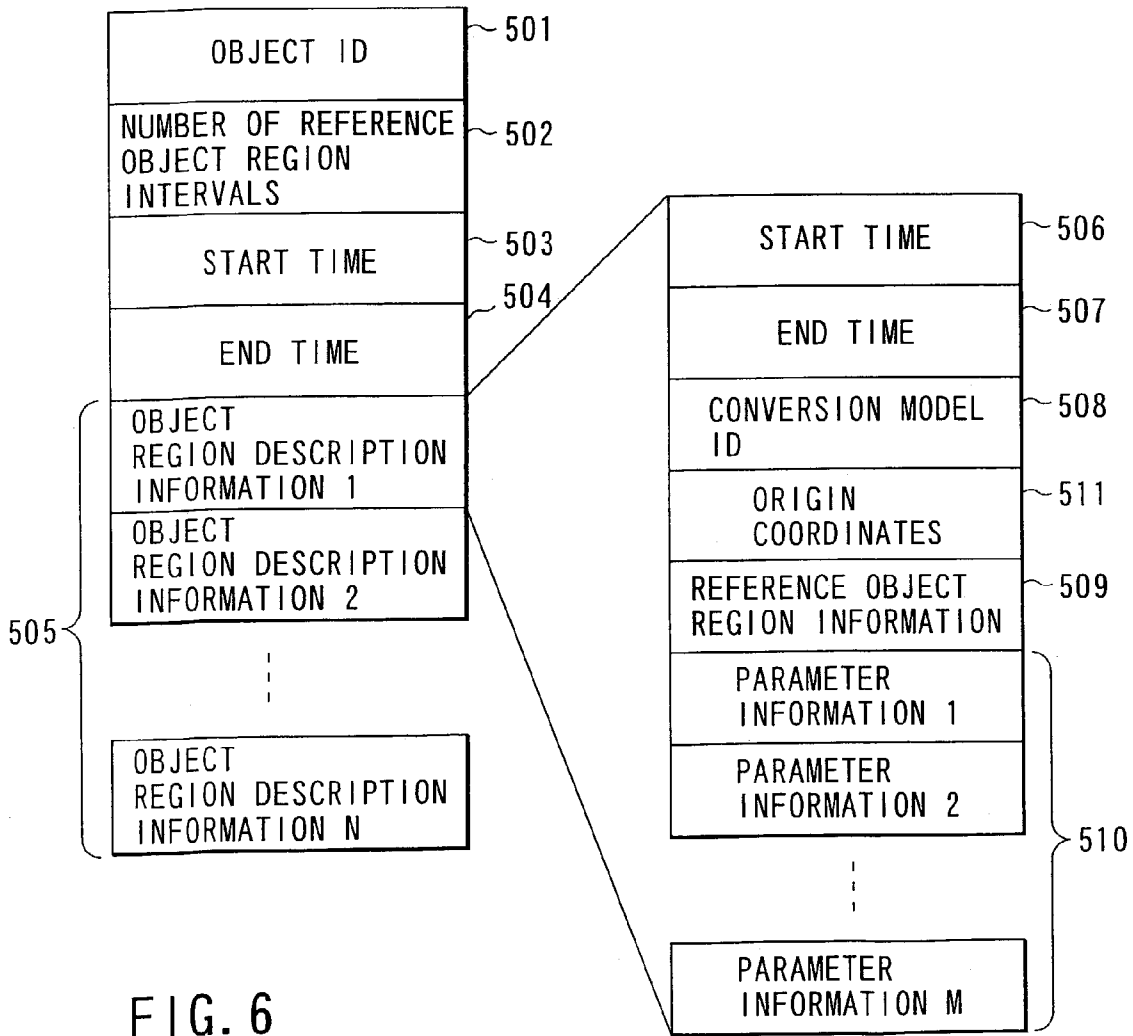 OBJECT ID
501
NUMBER OF REFERENCE
OBJECT REGION
INTERVALS
502
START TIME
503
END TIME
504
OBJECT
REGION DESCRIPTION
INFORMATION 1
OBJECT
REGION DESCRIPTION
INFORMATION 2
505
OBJECT
REGION DESCRIPTION
INFORMATION N
START TIME
506
END TIME
507
CONVERSION MODEL
ID
508
ORIGIN
COORDINATES
511
REFERENCE OBJECT
REGION INFORMATION
509
PARAMETER
INFORMATION 1
PARAMETER
INFORMATION 2
510
PARAMETER
INFORMATION M
FIG. 6